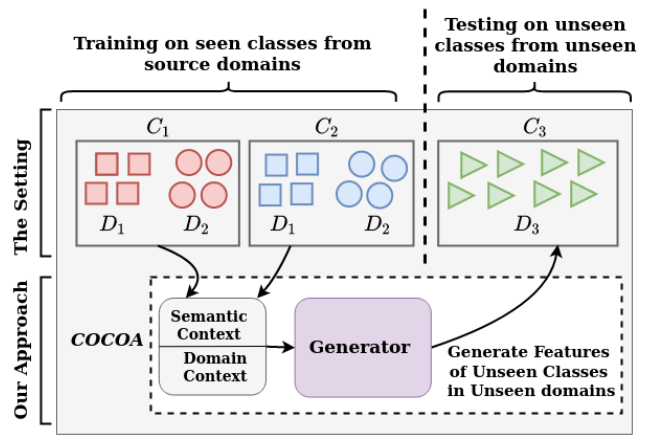 Training on seen classes from
source domains
Testing on unseen
classes from unseen
domains
The Setting
C₁
C₂
C₃
D₁
D₂
D₁
D₂
D₃
Our Approach
COCOA
Semantic
Context
Domain
Context
Generator
Generate Features
of Unseen Classes
in Unseen domains